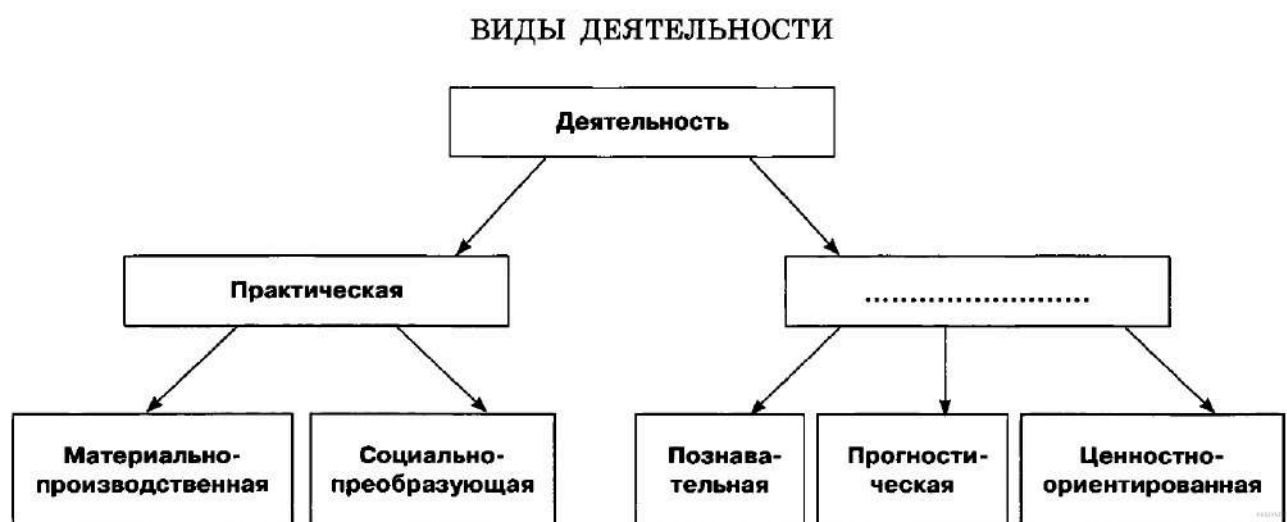 ВИДЫ ДЕЯТЕЛЬНОСТИ
Деятельность
Практическая
..........................
Материально-
производственная
Социально-
преобразующая
Познава-
тельная
Прогности-
ческая
Ценностно-
ориентированная